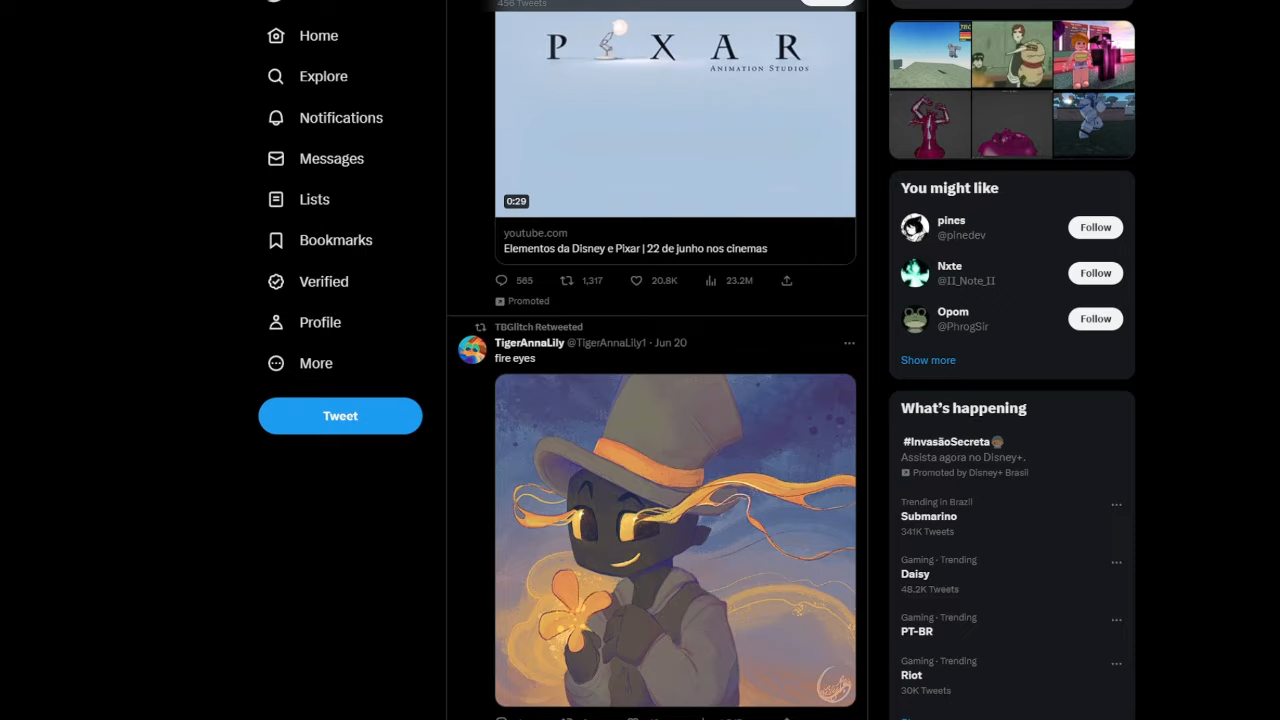 Home
Explore
Notifications
Messages
Lists
Bookmarks
Verified
Profile
More
Tweet
456 Tweets
PIXAR
ANIMATION STUDIOS
0:29
youtube.com
Elementos da Disney e Pixar | 22 de junho nos cinemas
565 1,317 20.8K 23.2M
Promoted
TBGlitch Retweeted
TigerAnnaLily @TigerAnnaLily1 · Jun 20
fire eyes
You might like
pines
@pinedev
Follow
Nxte
@II_Note_II
Follow
Opom
@PhrogSir
Follow
Show more
What's happening
#InvasãoSecreta
Assista agora no Disney+.
Promoted by Disney+ Brasil
Trending in Brazil
Submarino
341K Tweets
Gaming · Trending
Daisy
48.2K Tweets
Gaming · Trending
PT-BR
Gaming · Trending
Riot
30K Tweets